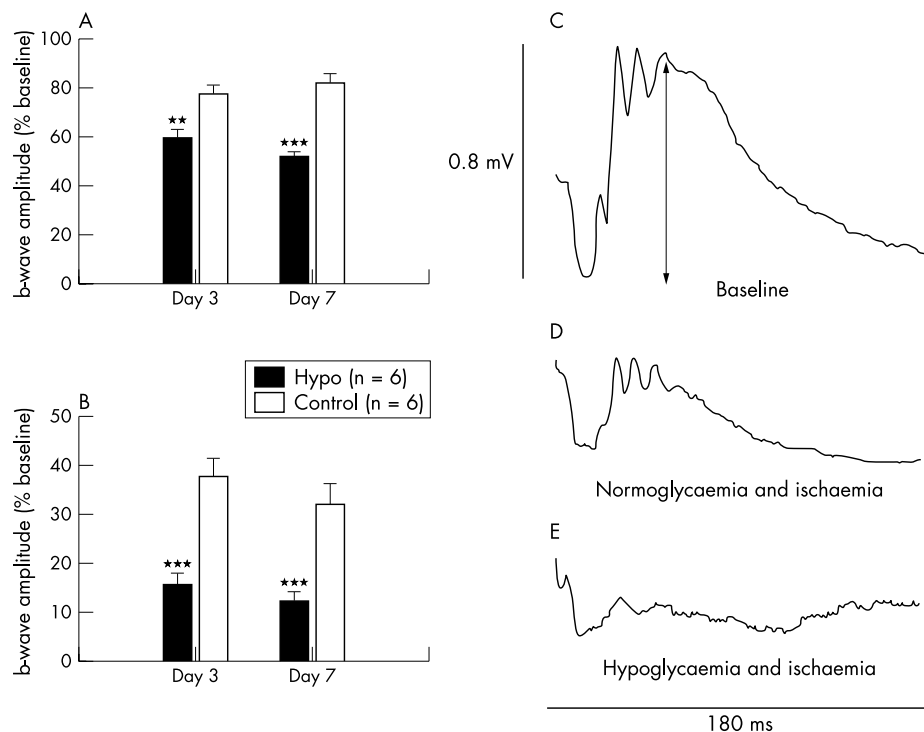 A
b-wave amplitude (% baseline)
100
80
60
40
20
0
★★
★★★
Day 3
Day 7
Hypo (n = 6)
Control (n = 6)
B
b-wave amplitude (% baseline)
50
40
30
20
10
0
★★★
★★★
Day 3
Day 7
C
0.8 mV
Baseline
D
Normoglycaemia and ischaemia
E
Hypoglycaemia and ischaemia
180 ms